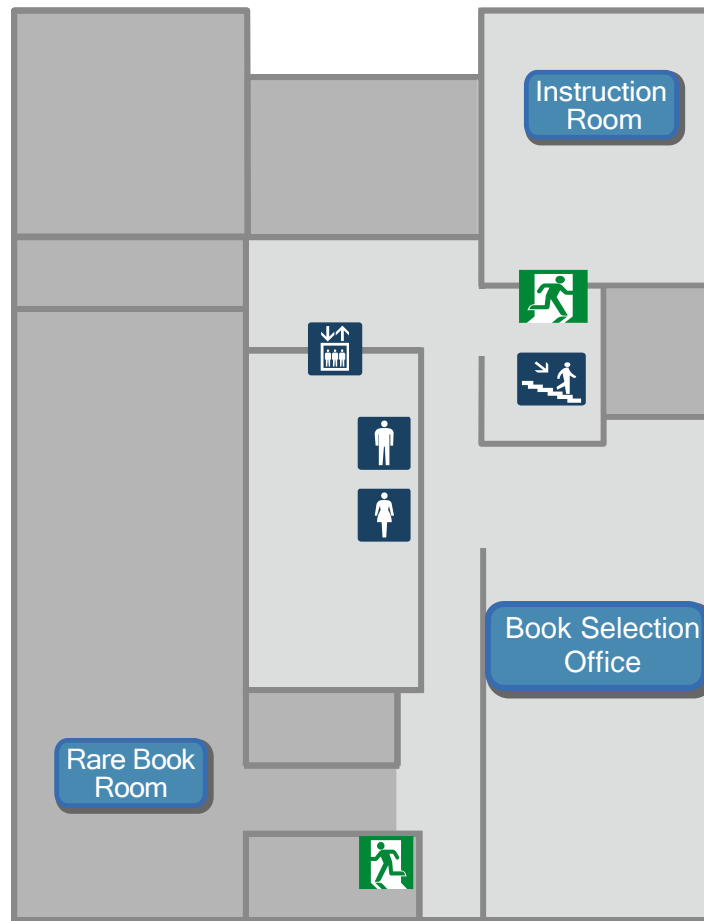 Instruction
Room
Book Selection
Office
Rare Book
Room